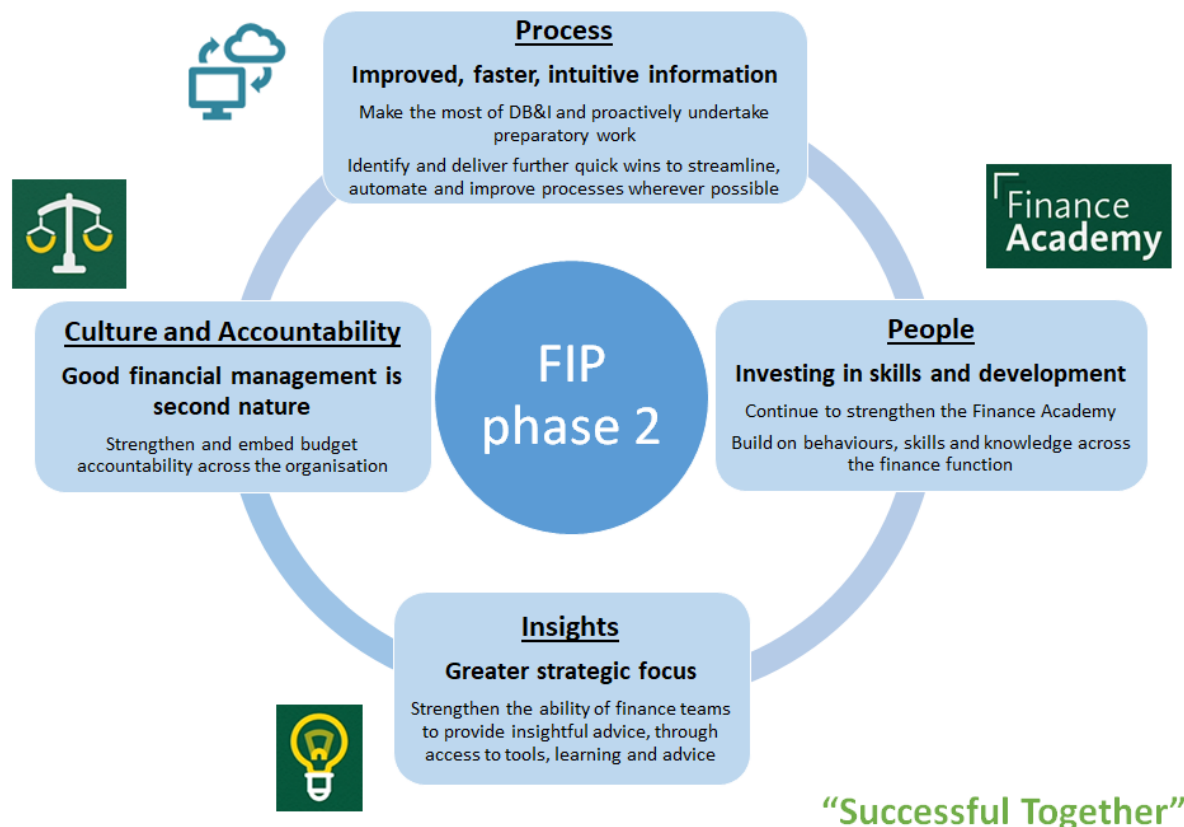 Process
Improved, faster, intuitive information
Make the most of DB&I and proactively undertake
preparatory work
Identify and deliver further quick wins to streamline,
automate and improve processes wherever possible
Finance
Academy
Culture and Accountability
Good financial management is
second nature
Strengthen and embed budget
accountability across the organisation
FIP
phase 2
People
Investing in skills and development
Continue to strengthen the Finance Academy
Build on behaviours, skills and knowledge across
the finance function
Insights
Greater strategic focus
Strengthen the ability of finance teams
to provide insightful advice, through
access to tools, learning and advice
“Successful Together”